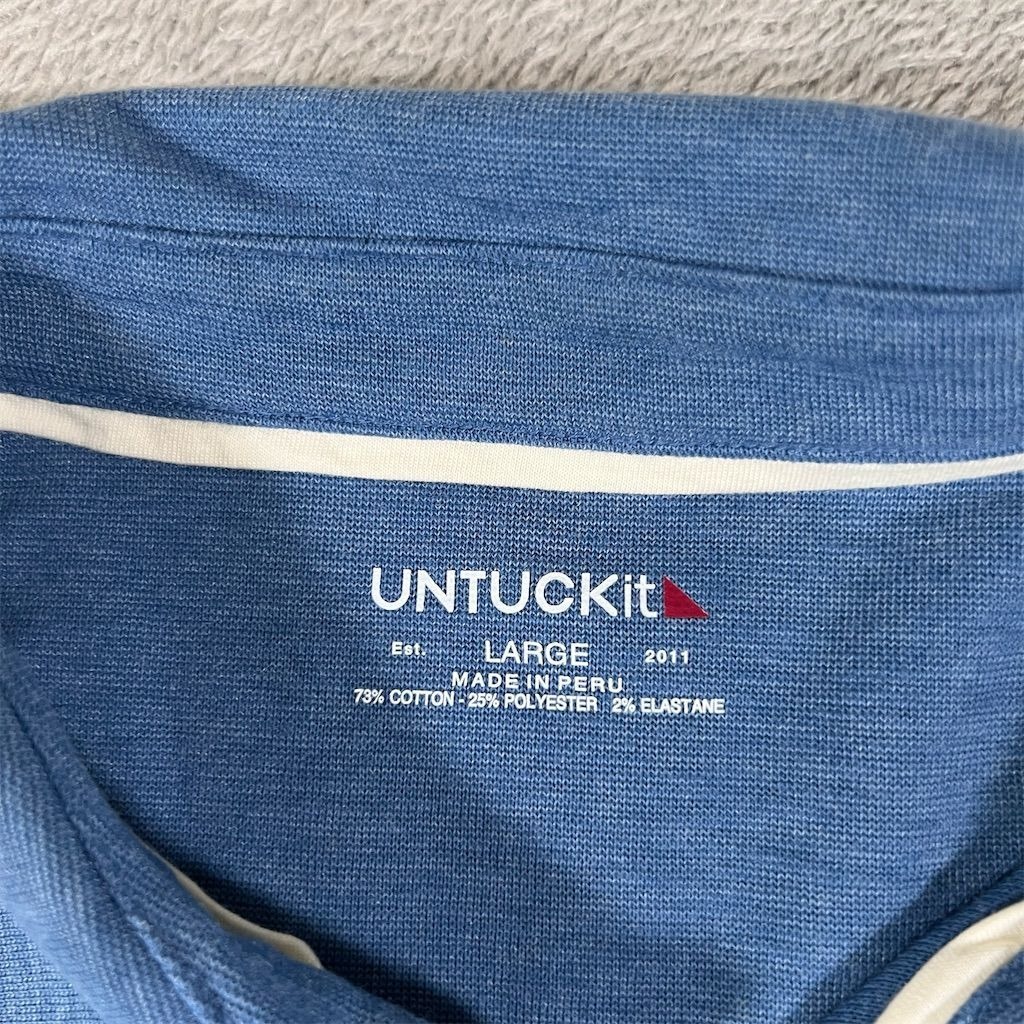 UNTUCKit
Est. LARGE 2011
MADE IN PERU
73% COTTON - 25% POLYESTER 2% ELASTANE